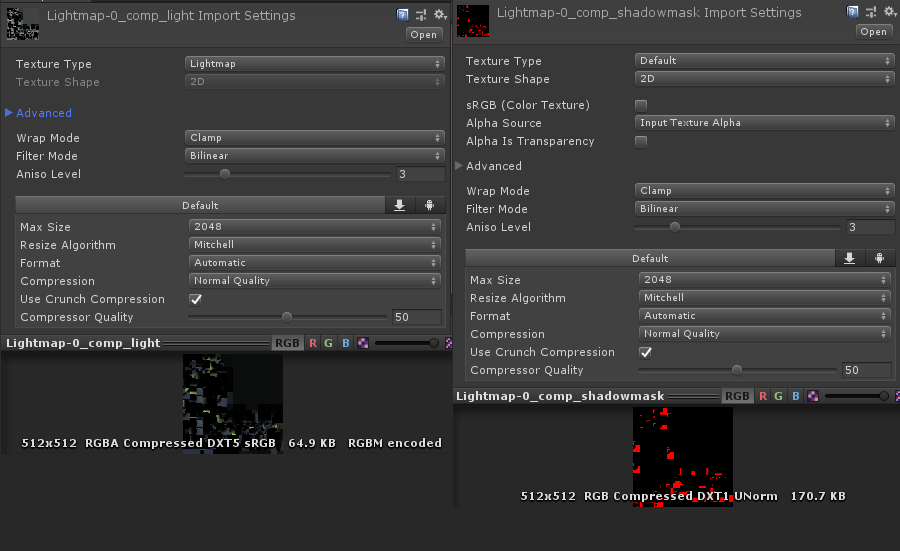 Lightmap-0_comp_light Import Settings
Open
Texture Type Lightmap
Texture Shape 2D
Advanced
Wrap Mode Clamp
Filter Mode Bilinear
Aniso Level 3
Default
Max Size 2048
Resize Algorithm Mitchell
Format Automatic
Compression Normal Quality
Use Crunch Compression
Compressor Quality 50
Lightmap-0_comp_light RGB R G B
512x512 RGBA Compressed DXT5 sRGB 64.9 KB RGBM encoded
Lightmap-0_comp_shadowmask Import Settings
Open
Texture Type Default
Texture Shape 2D
sRGB (Color Texture)
Alpha Source Input Texture Alpha
Alpha Is Transparency
Advanced
Wrap Mode Clamp
Filter Mode Bilinear
Aniso Level 3
Default
Max Size 2048
Resize Algorithm Mitchell
Format Automatic
Compression Normal Quality
Use Crunch Compression
Compressor Quality 50
Lightmap-0_comp_shadowmask RGB R G B
512x512 RGB Compressed DXT1 UNorm 170.7 KB